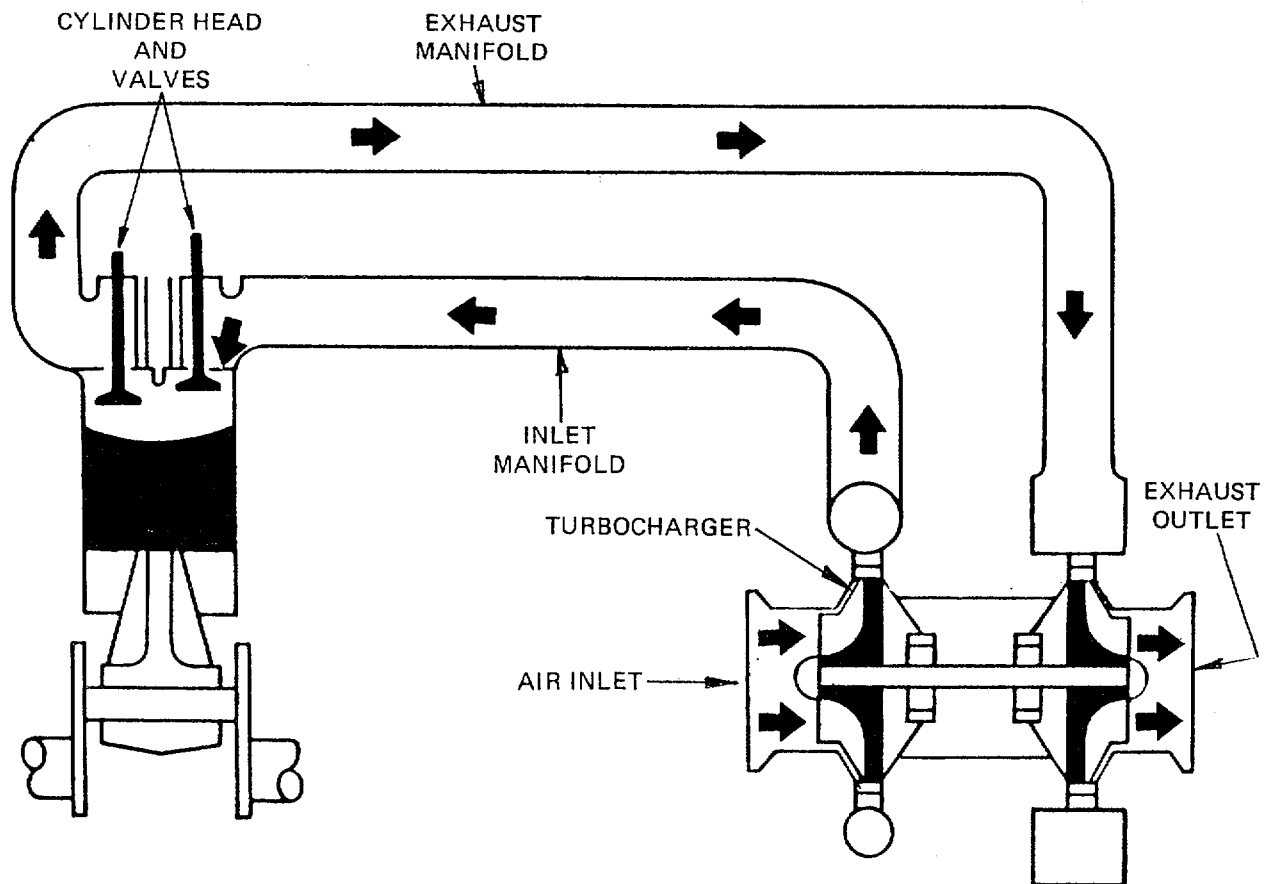 CYLINDER HEAD
AND
VALVES
EXHAUST
MANIFOLD
INLET
MANIFOLD
TURBOCHARGER
EXHAUST
OUTLET
AIR INLET